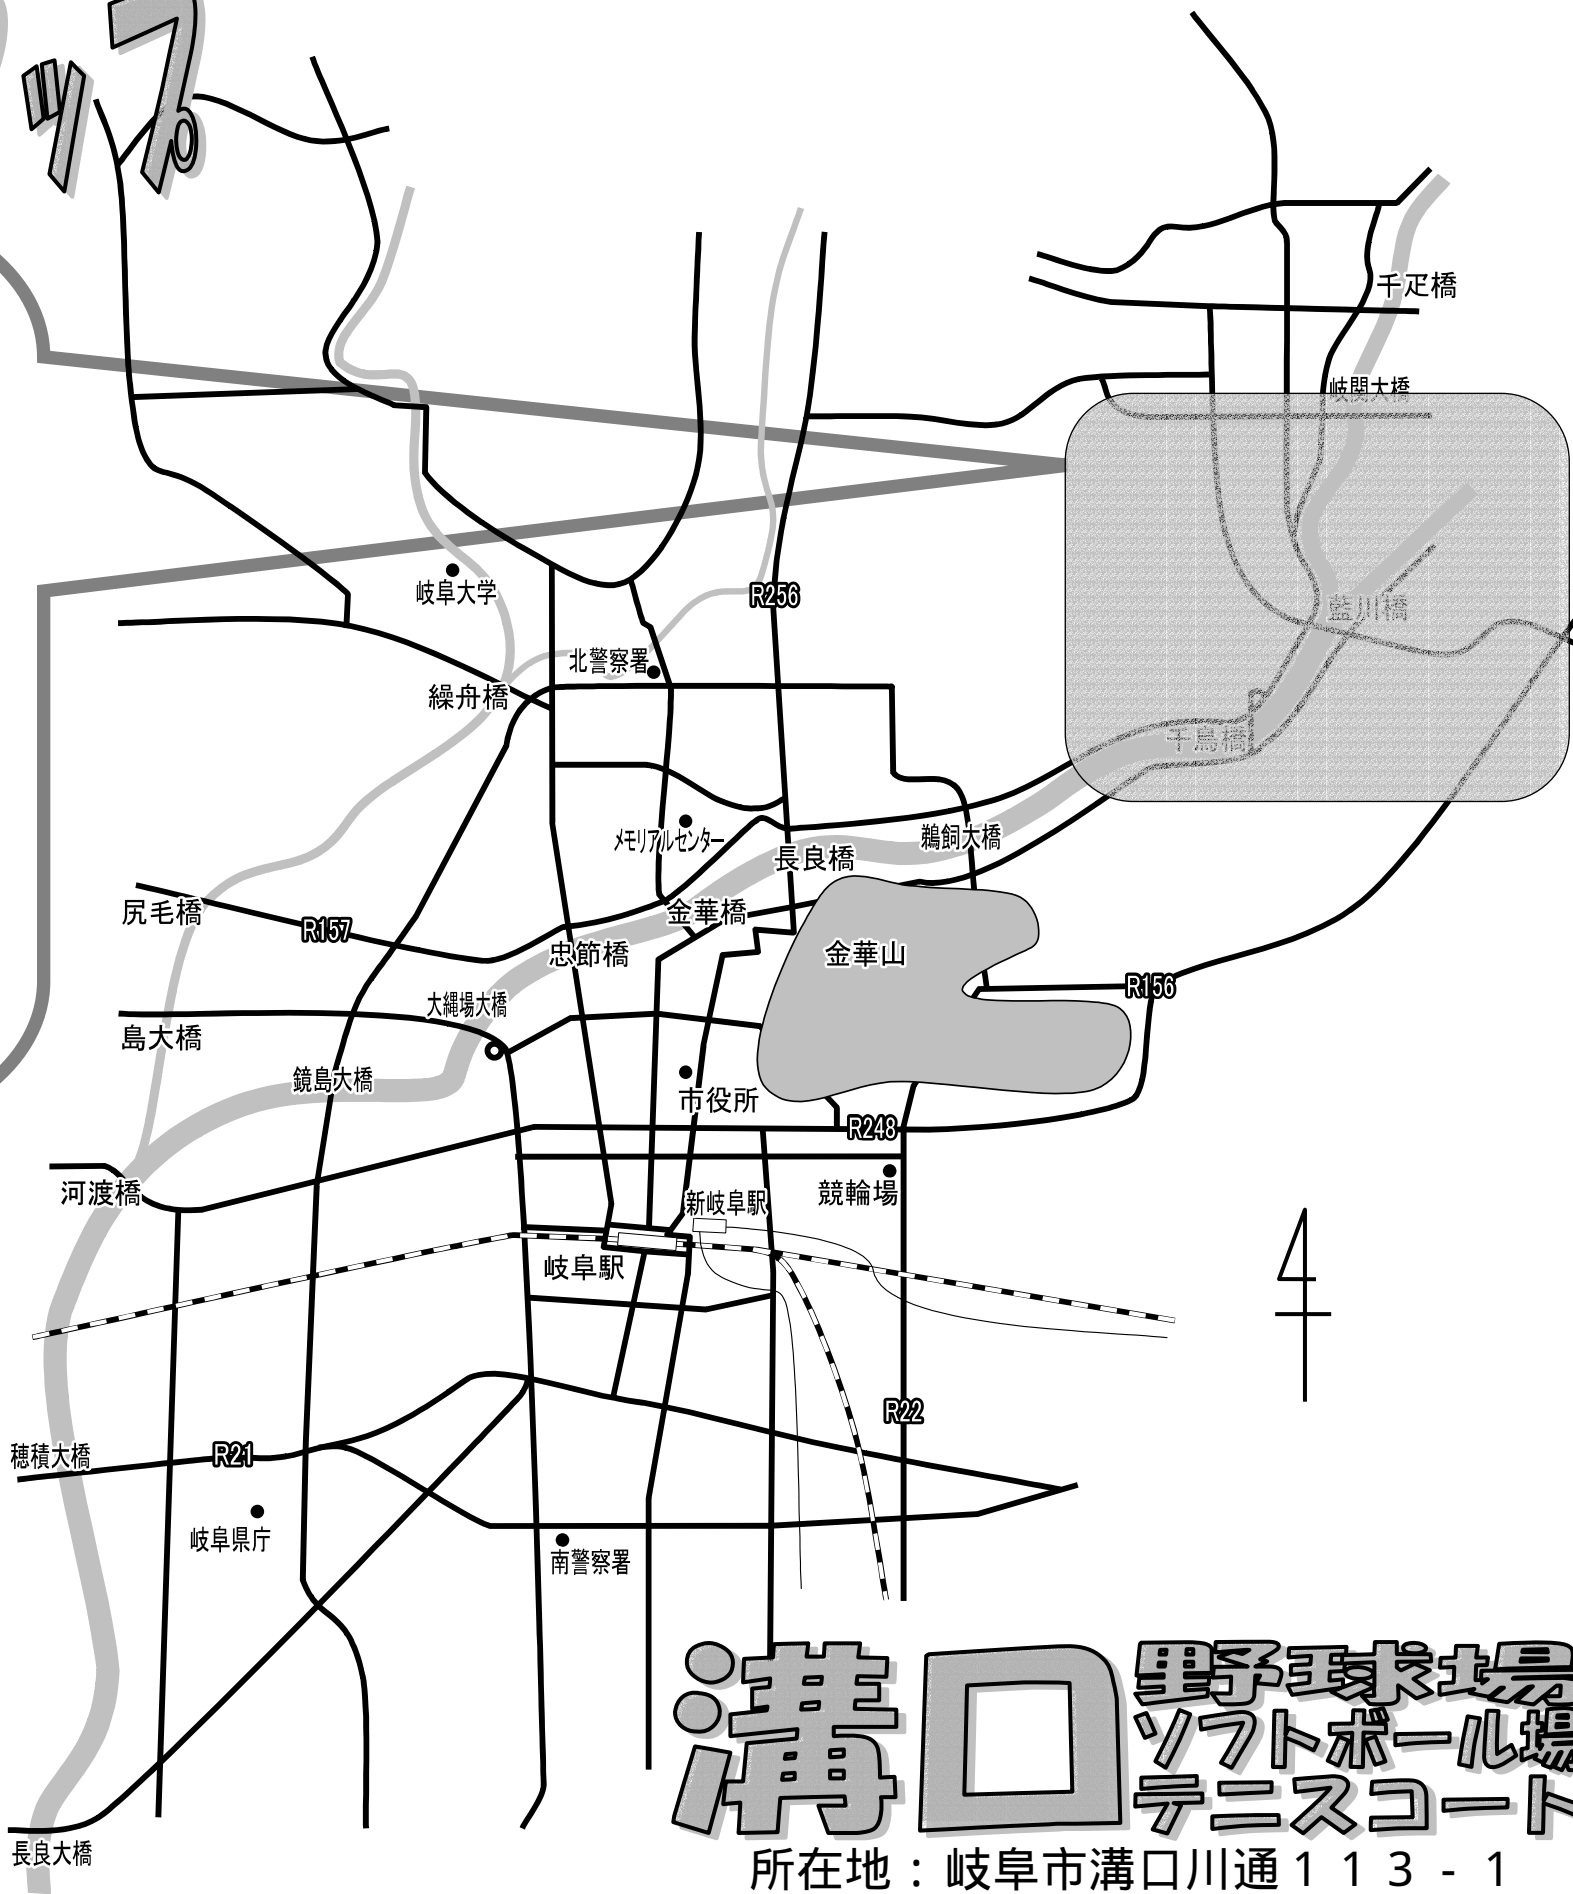 ップ
千疋橋
岐関大橋
岐阜大学
R256
藍川橋
北警察署
繰舟橋
千鳥橋
メモリアルセンター
鵜飼大橋
長良橋
尻毛橋
金華橋
R157
忠節橋
金華山
R156
大縄場大橋
島大橋
鏡島大橋
市役所
R248
河渡橋
新岐阜駅
競輪場
岐阜駅
4
R22
穂積大橋
R21
岐阜県庁
南警察署
溝口
野球場
ソフトボール場
テニスコート
長良大橋
所在地：岐阜市溝口川通１１３-１